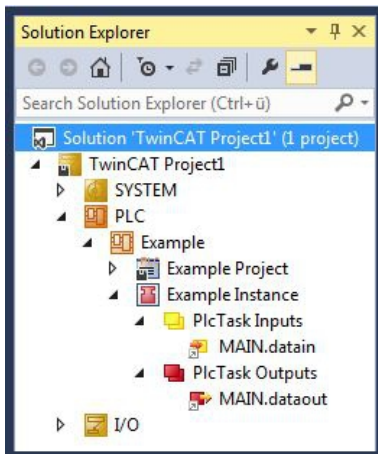 Solution Explorer
Search Solution Explorer (Ctrl+ü)
Solution 'TwinCAT Project1' (1 project)
TwinCAT Project1
SYSTEM
PLC
Example
Example Project
Example Instance
PlcTask Inputs
MAIN.datain
PlcTask Outputs
MAIN.dataout
I/O